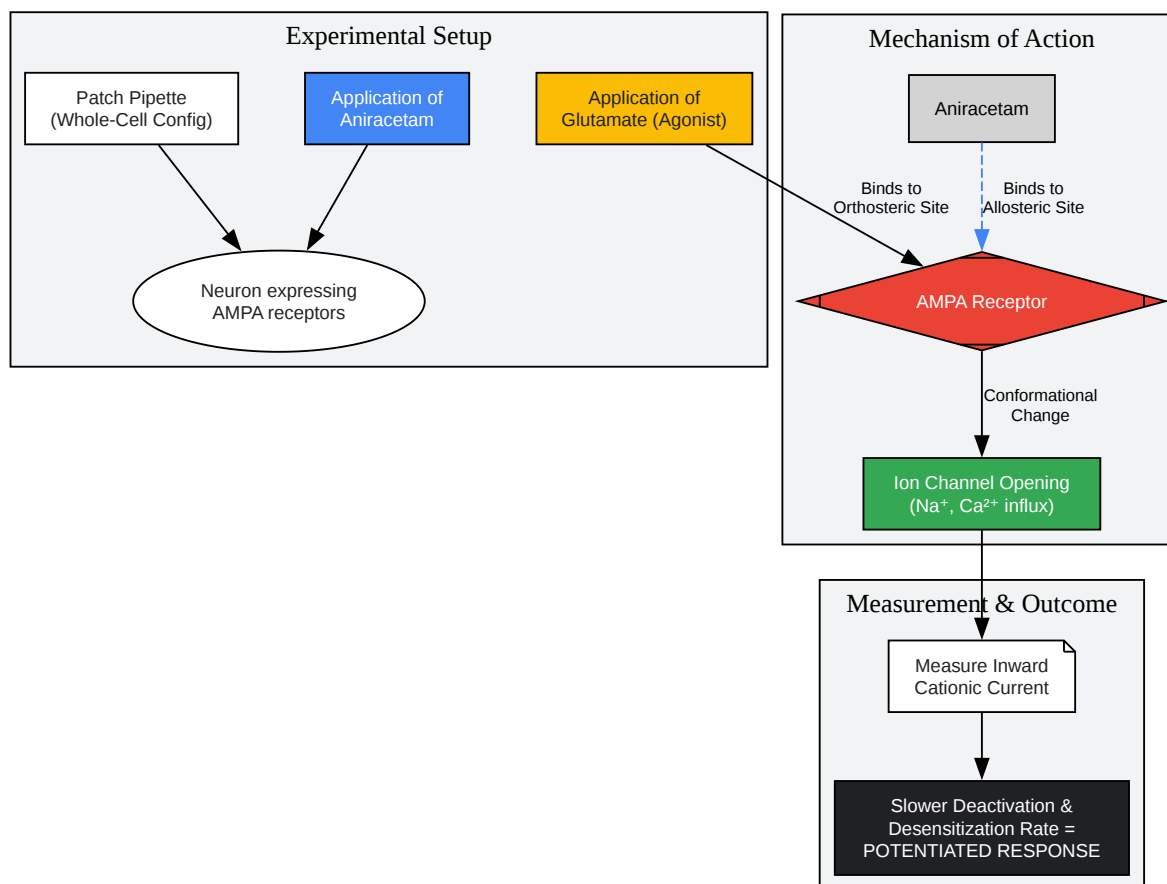 Experimental Setup
Patch Pipette
(Whole-Cell Config)
Application of
Aniracetam
Application of
Glutamate (Agonist)
Neuron expressing
AMPA receptors
Mechanism of Action
Aniracetam
Binds to
Orthosteric Site
Binds to
Allosteric Site
AMPA Receptor
Conformational
Change
Ion Channel Opening
(Na⁺, Ca²⁺ influx)
Measurement & Outcome
Measure Inward
Cationic Current
Slower Deactivation &
Desensitization Rate =
POTENTIATED RESPONSE